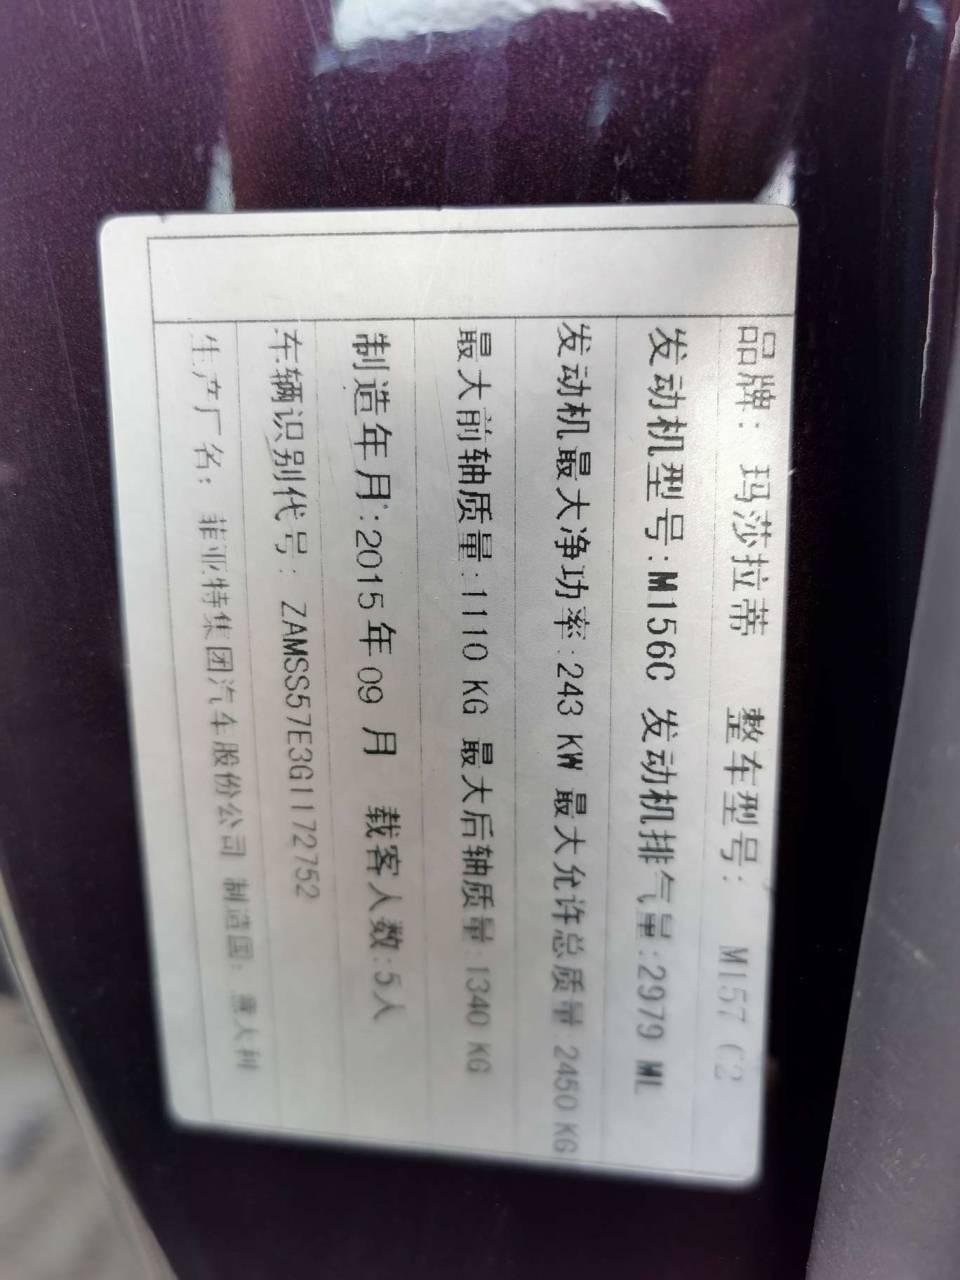 品牌: 玛莎拉蒂 整车型号: M157 C2
发动机型号:M156C 发动机排气量:2979 ML
发动机最大净功率:243 KW 最大允许总质量 2450 KG
最大前轴质量:1110 KG 最大后轴质量:1340 KG
制造年月:2015年09月 载客人数:5人
车辆识别代号: ZAMSS57E3G1172752
生产厂名: 菲亚特集团汽车股份公司 制造国: 意大利